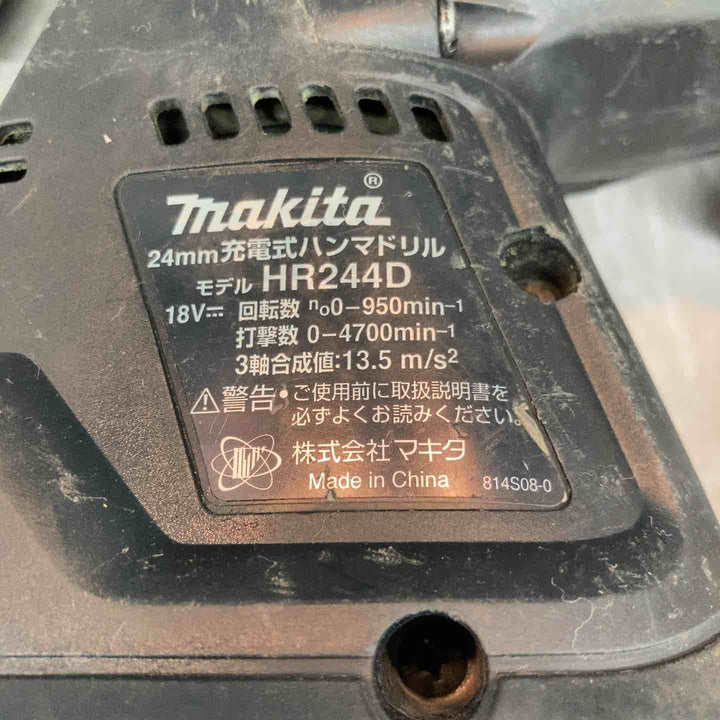 makita®
24mm充電式ハンマドリル
モデル HR244D
18V⎓ 回転数 n₀0−950min⁻¹
打撃数 0−4700min⁻¹
3軸合成値:13.5 m/s²
⚠警告・ご使用前に取扱説明書を
必ずよくお読みください。
株式会社 マキタ
Made in China 814S08-0